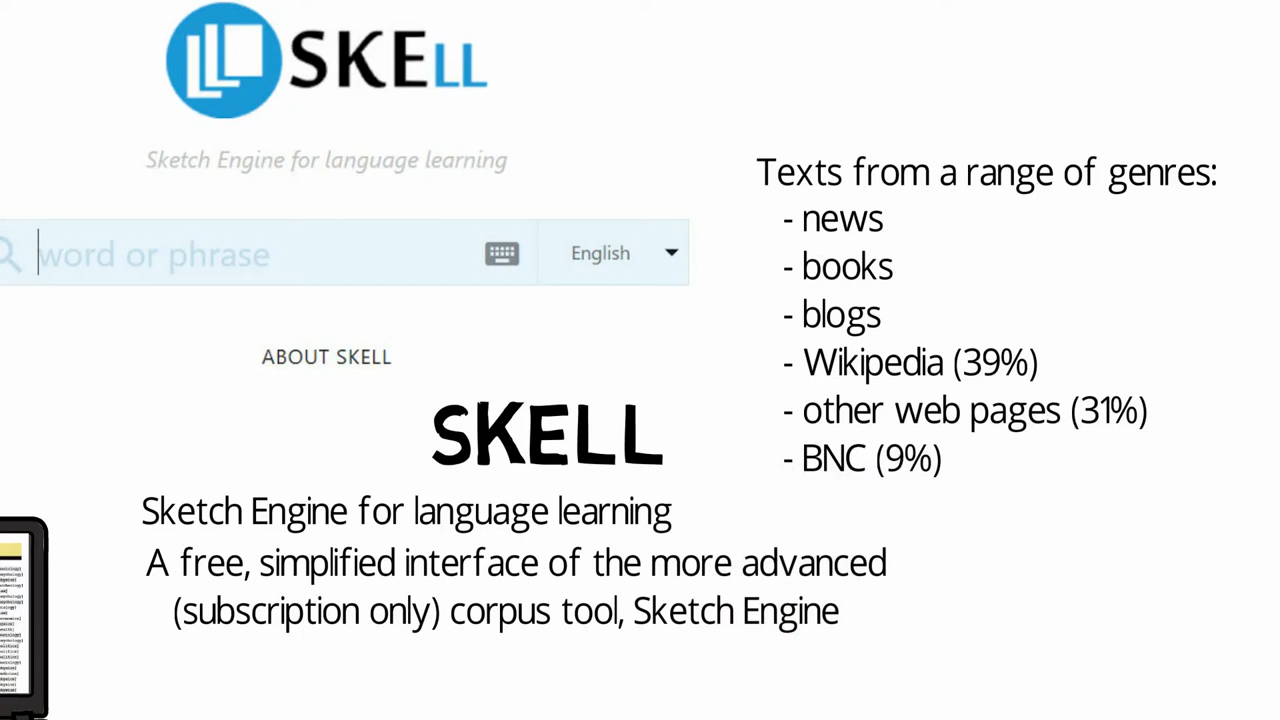 SKELL
Sketch Engine for language learning
word or phrase
English
ABOUT SKELL
Texts from a range of genres:
- news
- books
- blogs
- Wikipedia (39%)
- other web pages (31%)
- BNC (9%)
SKELL
Sketch Engine for language learning
A free, simplified interface of the more advanced
(subscription only) corpus tool, Sketch Engine